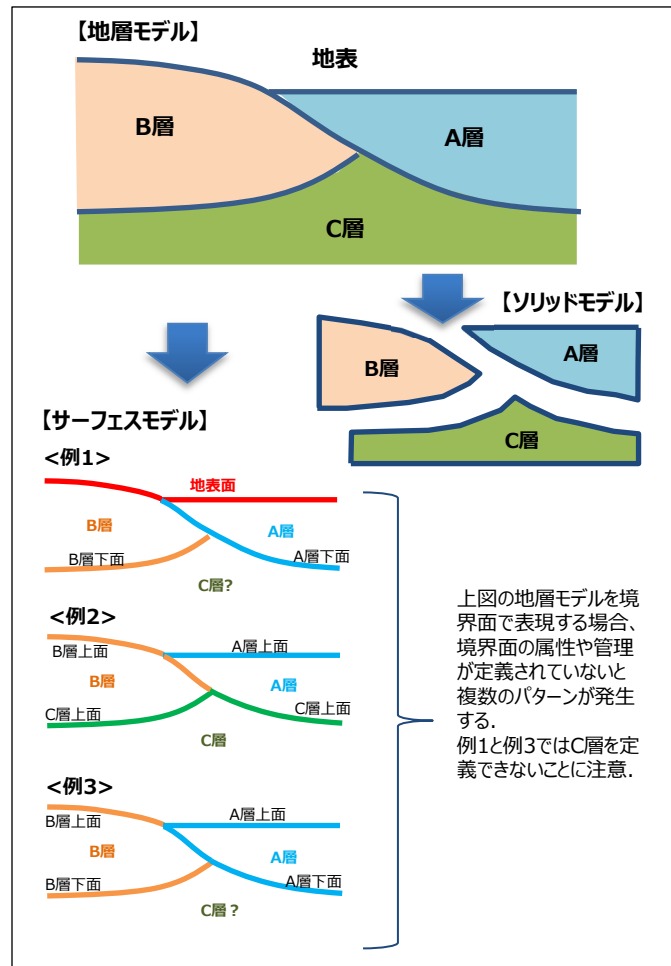 【地層モデル】
地表
B層
A層
C層
【ソリッドモデル】
B層
A層
C層
【サーフェスモデル】
<例1>
地表面
B層
A層
B層下面
A層下面
C層?
<例2>
B層上面
A層上面
B層
A層
C層上面
C層上面
C層
<例3>
B層上面
A層上面
B層
A層
B層下面
A層下面
C層？
上図の地層モデルを境
界面で表現する場合、
境界面の属性や管理
が定義されていないと
複数のパターンが発生
する.
例1と例3ではC層を定
義できないことに注意.